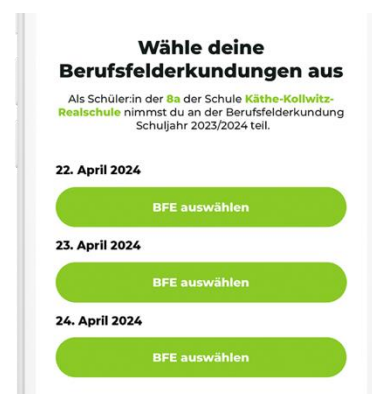 Wähle deine
Berufsfelderkundungen aus
Als Schüler:in der 8a der Schule Käthe-Kollwitz-
Realschule nimmst du an der Berufsfelderkundung
Schuljahr 2023/2024 teil.
22. April 2024
BFE auswählen
23. April 2024
BFE auswählen
24. April 2024
BFE auswählen